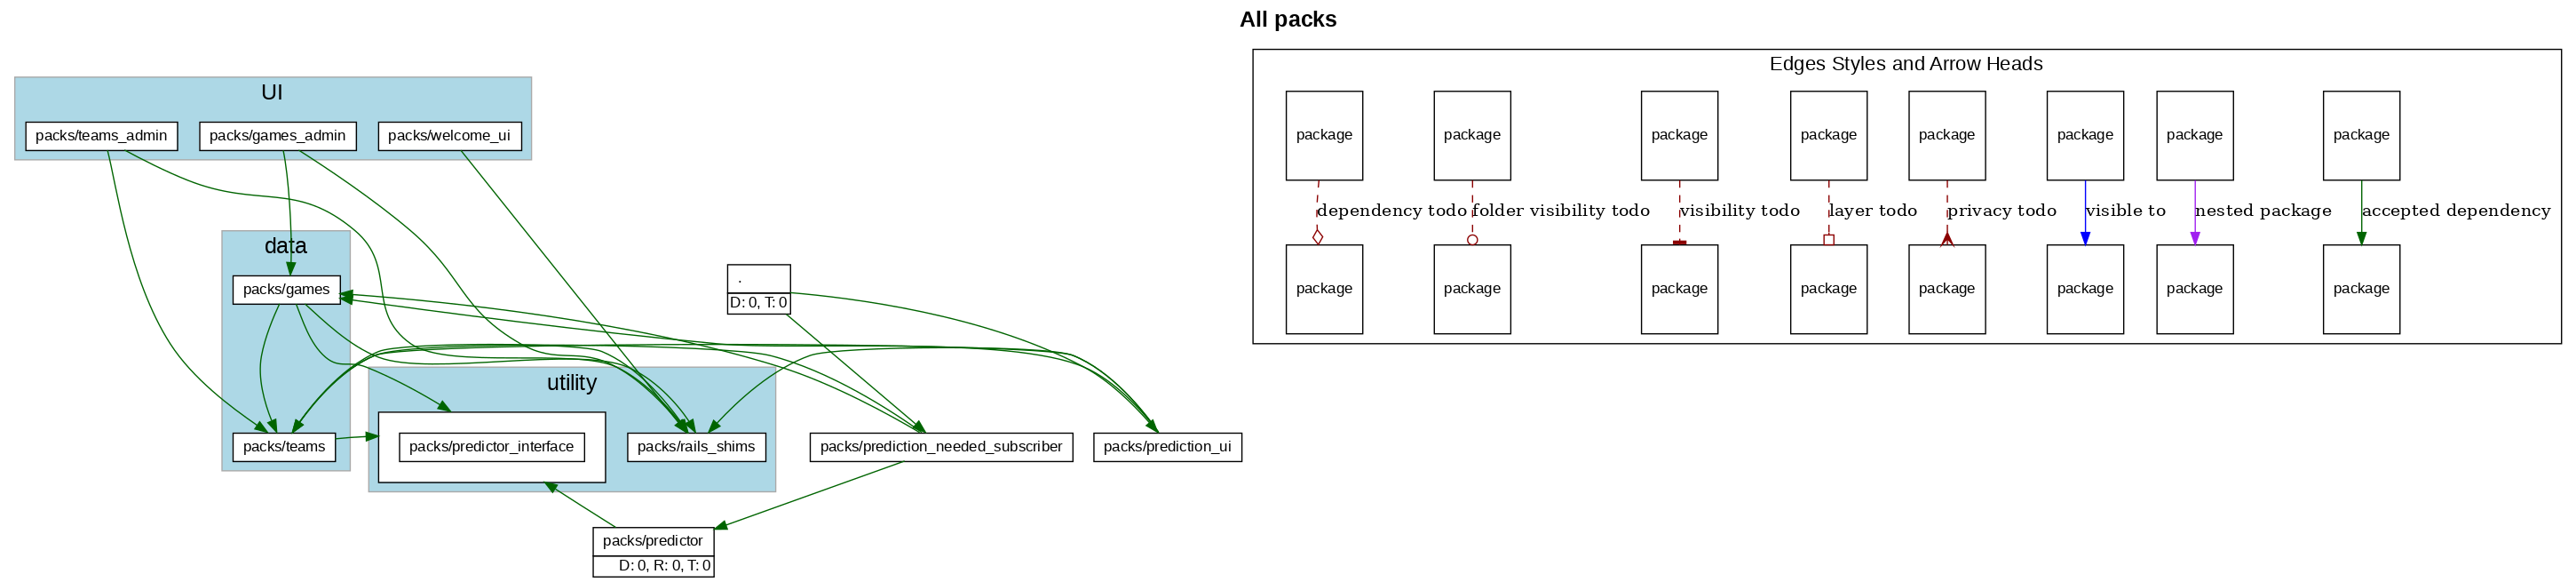 All packs
UI
packs/teams_admin
packs/games_admin
packs/welcome_ui
data
packs/games
packs/teams
utility
packs/predictor_interface
packs/rails_shims
.
D: 0, T: 0
packs/prediction_needed_subscriber
packs/prediction_ui
packs/predictor
D: 0, R: 0, T: 0
Edges Styles and Arrow Heads
package package package package package package package package
dependency todo folder visibility todo visibility todo layer todo privacy todo visible to nested package accepted dependency
package package package package package package package package